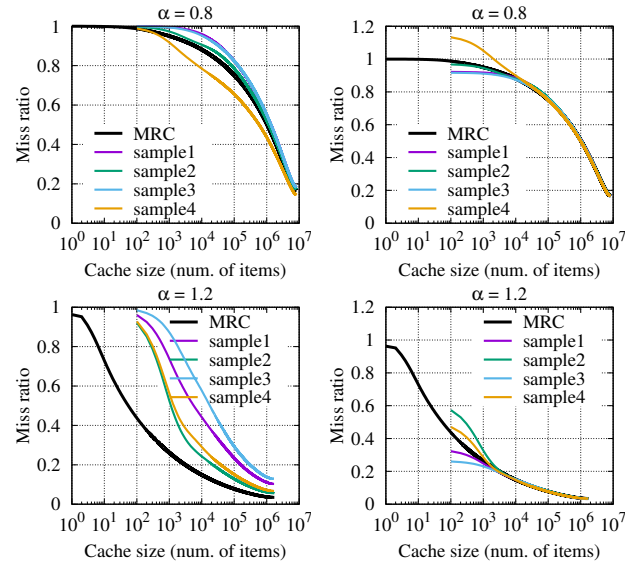 α = 0.8
1
0.8
0.6
0.4
0.2
0
Miss ratio
MRC
sample1
sample2
sample3
sample4
10^0 10^1 10^2 10^3 10^4 10^5 10^6 10^7
Cache size (num. of items)
α = 0.8
1.2
1
0.8
0.6
0.4
0.2
0
Miss ratio
MRC
sample1
sample2
sample3
sample4
10^0 10^1 10^2 10^3 10^4 10^5 10^6 10^7
Cache size (num. of items)
α = 1.2
1
0.8
0.6
0.4
0.2
0
Miss ratio
MRC
sample1
sample2
sample3
sample4
10^0 10^1 10^2 10^3 10^4 10^5 10^6 10^7
Cache size (num. of items)
α = 1.2
1.2
1
0.8
0.6
0.4
0.2
0
Miss ratio
MRC
sample1
sample2
sample3
sample4
10^0 10^1 10^2 10^3 10^4 10^5 10^6 10^7
Cache size (num. of items)